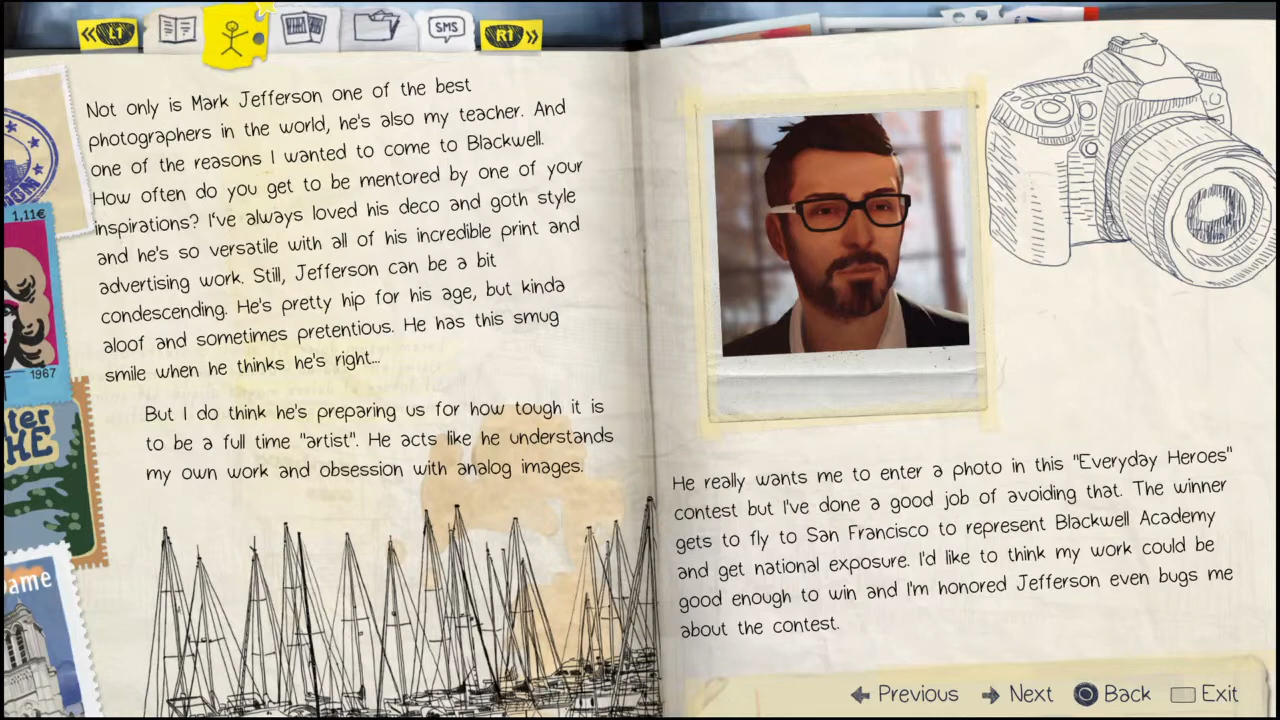 L1
SMS
R1
Not only is Mark Jefferson one of the best
photographers in the world, he's also my teacher. And
one of the reasons I wanted to come to Blackwell.
How often do you get to be mentored by one of your
inspirations? I've always loved his deco and goth style
and he's so versatile with all of his incredible print and
advertising work. Still, Jefferson can be a bit
condescending. He's pretty hip for his age, but kinda
aloof and sometimes pretentious. He has this smug
smile when he thinks he's right...
But I do think he's preparing us for how tough it is
to be a full time "artist". He acts like he understands
my own work and obsession with analog images.
1,11€
1967
ter
HE
ame
He really wants me to enter a photo in this "Everyday Heroes"
contest but I've done a good job of avoiding that. The winner
gets to fly to San Francisco to represent Blackwell Academy
and get national exposure. I'd like to think my work could be
good enough to win and I'm honored Jefferson even bugs me
about the contest.
Previous Next Back Exit